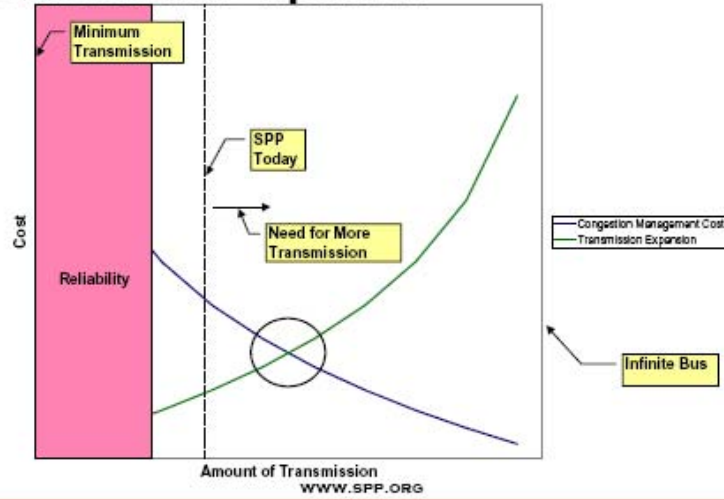 Minimum
Transmission
SPP
Today
Need for More
Transmission
Cost
Reliability
Congestion Management Cost
Transmission Expansion
Infinite Bus
Amount of Transmission
WWW.SPP.ORG